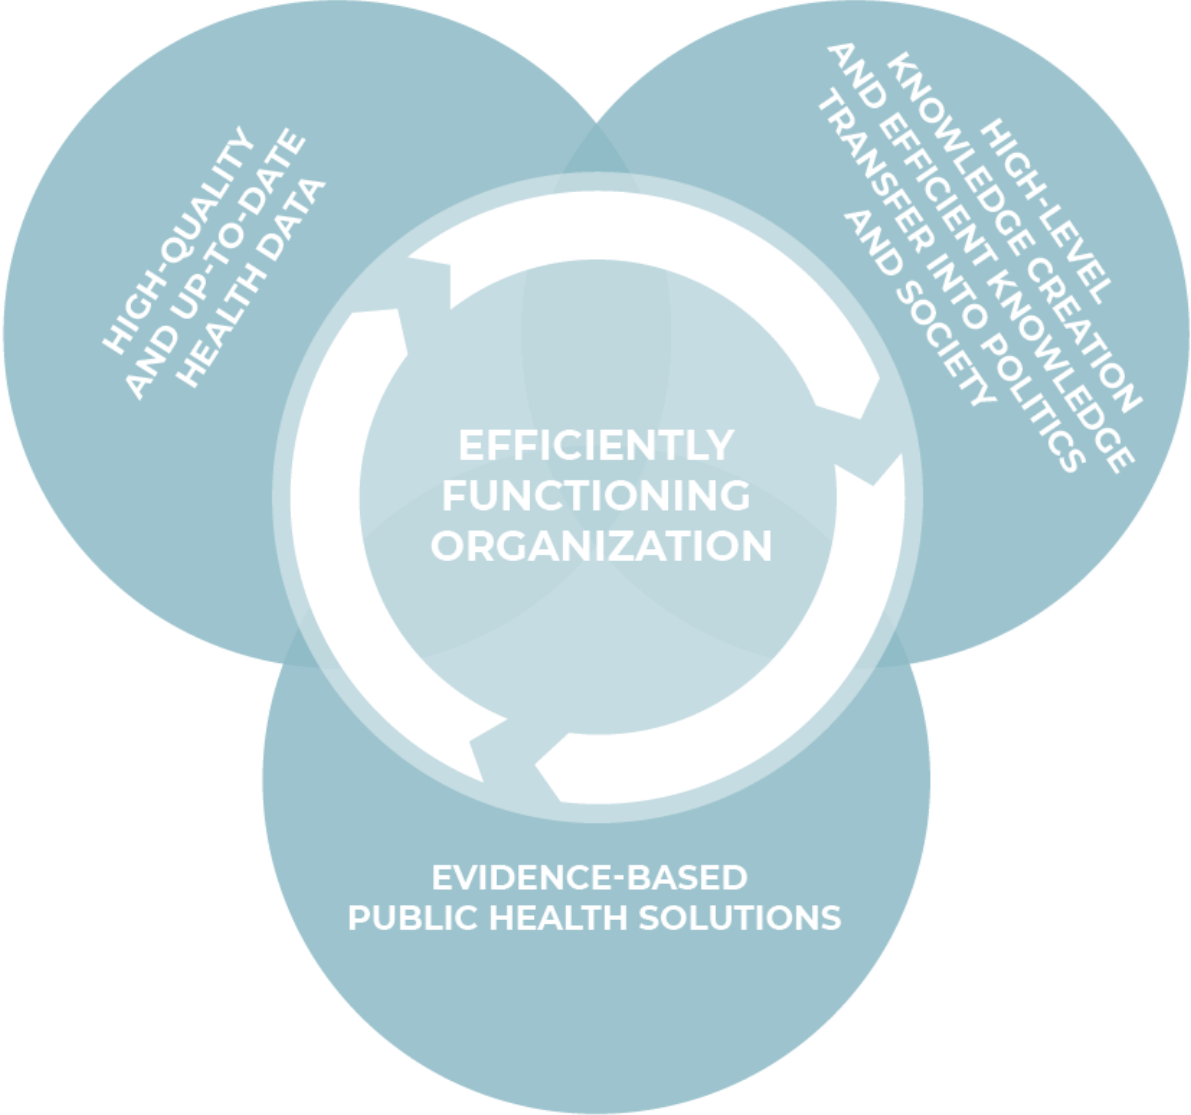 HIGH-QUALITY
AND UP-TO-DATE
HEALTH DATA
HIGH-LEVEL
KNOWLEDGE CREATION
AND EFFICIENT KNOWLEDGE
TRANSFER INTO POLITICS
AND SOCIETY
EFFICIENTLY
FUNCTIONING
ORGANIZATION
EVIDENCE-BASED
PUBLIC HEALTH SOLUTIONS